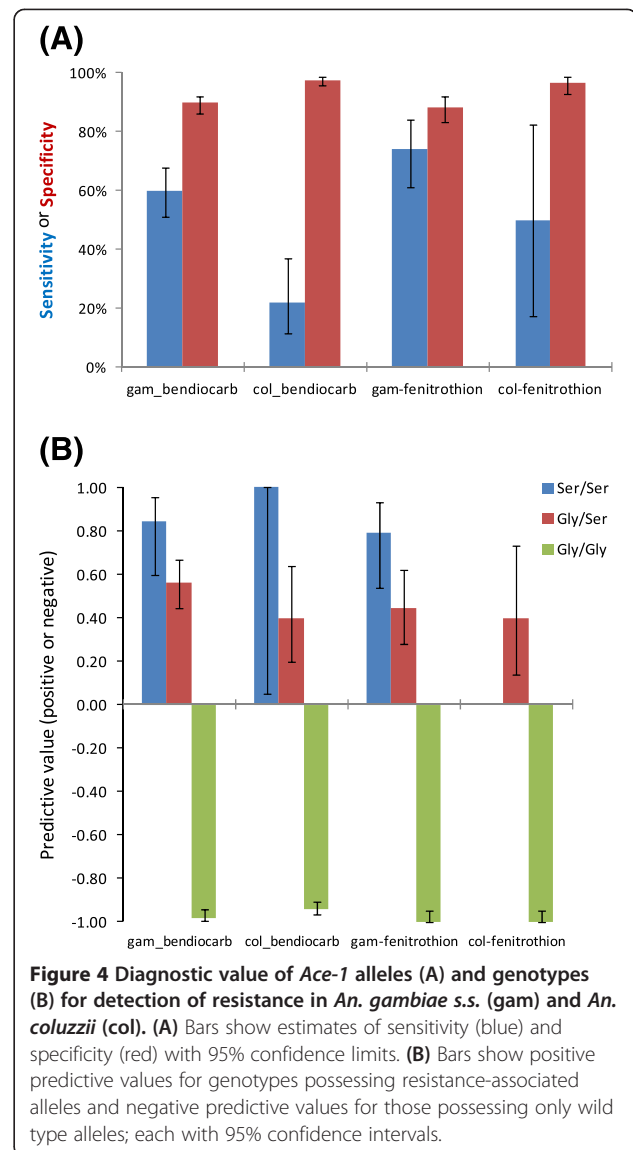 (A)
100%
80%
60%
40%
20%
0%
Sensitivity or Specificity
gam_bendiocarb col_bendiocarb gam-fenitrothion col-fenitrothion
(B)
1.00
0.80
0.60
0.40
0.20
0.00
-0.20
-0.40
-0.60
-0.80
-1.00
Predictive value (positive or negative)
Ser/Ser
Gly/Ser
Gly/Gly
gam_bendiocarb col_bendiocarb gam-fenitrothion col-fenitrothion
Figure 4 Diagnostic value of Ace-1 alleles (A) and genotypes
(B) for detection of resistance in An. gambiae s.s. (gam) and An.
coluzzii (col). (A) Bars show estimates of sensitivity (blue) and
specificity (red) with 95% confidence limits. (B) Bars show positive
predictive values for genotypes possessing resistance-associated
alleles and negative predictive values for those possessing only wild
type alleles; each with 95% confidence intervals.